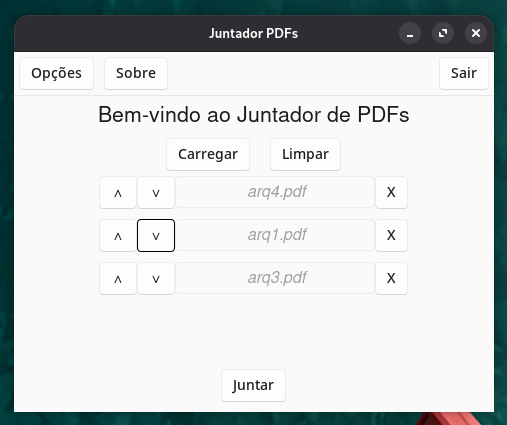 Juntador PDFs
Opções Sobre Sair
Bem-vindo ao Juntador de PDFs
Carregar Limpar
^ v arq4.pdf X
^ v arq1.pdf X
^ v arq3.pdf X
Juntar